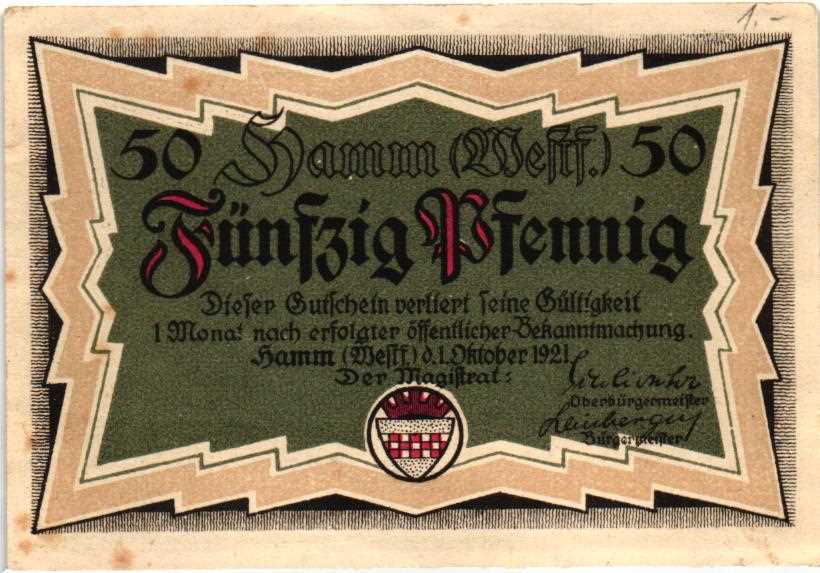 1.-
50 Hamm (Westf.) 50
Fünfzig Pfennig
Dieser Gutschein verliert seine Gültigkeit
1 Monat nach erfolgter öffentlicher Bekanntmachung.
Hamm (Westf.) d. 1. Oktober 1921.
Der Magistrat:
Oberbürgermeister
Bürgermeister